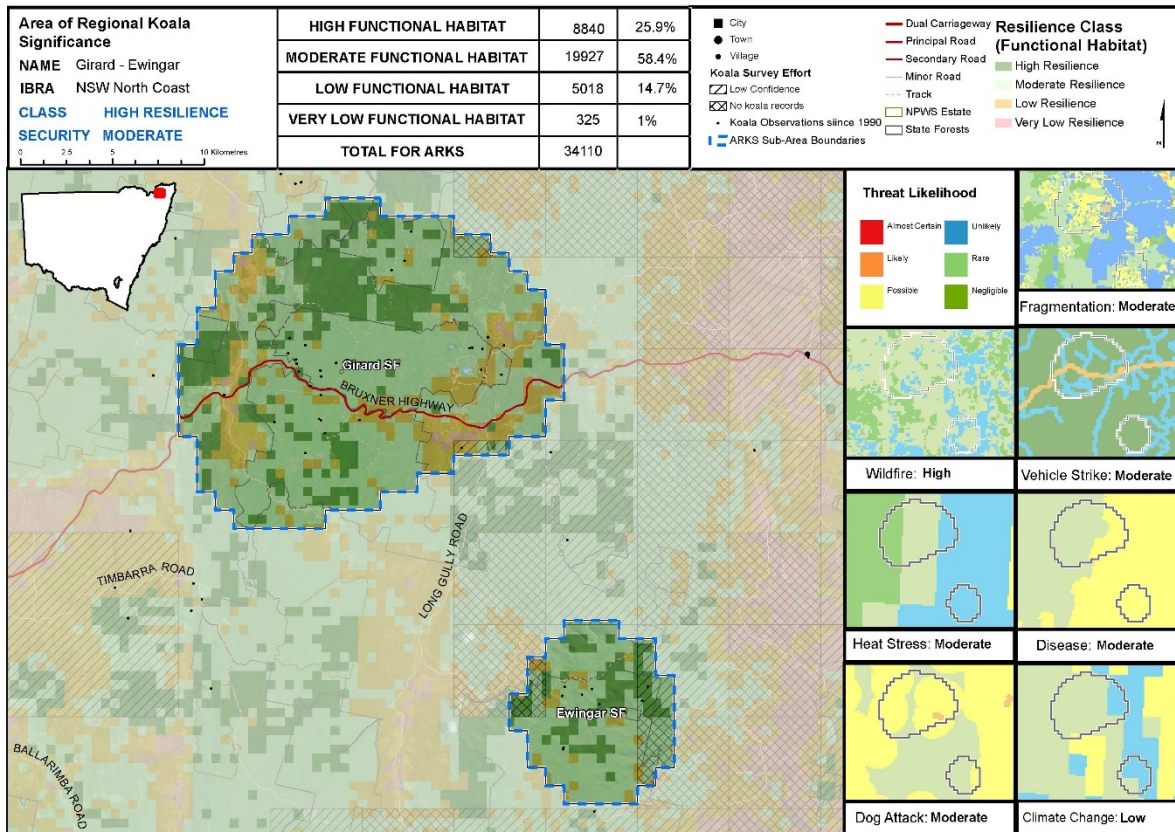 Area of Regional Koala
Significance
NAME Girard - Ewingar
IBRA NSW North Coast
CLASS HIGH RESILIENCE
SECURITY MODERATE
0 2.5 5 10 Kilometres
HIGH FUNCTIONAL HABITAT 8840 25.9%
MODERATE FUNCTIONAL HABITAT 19927 58.4%
LOW FUNCTIONAL HABITAT 5018 14.7%
VERY LOW FUNCTIONAL HABITAT 325 1%
TOTAL FOR ARKS 34110
City
Town
Village
Koala Survey Effort
Low Confidence
No koala records
Koala Observations siince 1990
ARKS Sub-Area Boundaries
Dual Carriageway
Principal Road
Secondary Road
Minor Road
Track
NPWS Estate
State Forests
Resilience Class
(Functional Habitat)
High Resilience
Moderate Resilience
Low Resilience
Very Low Resilience
N
Girard SF
BRUXNER HIGHWAY
TIMBARRA ROAD
LONG GULLY ROAD
Ewingar SF
BALLARIMBA ROAD
Threat Likelihood
Almost Certain
Unlikely
Likely
Rare
Possible
Negligible
Fragmentation: Moderate
Wildfire: High
Vehicle Strike: Moderate
Heat Stress: Moderate
Disease: Moderate
Dog Attack: Moderate
Climate Change: Low